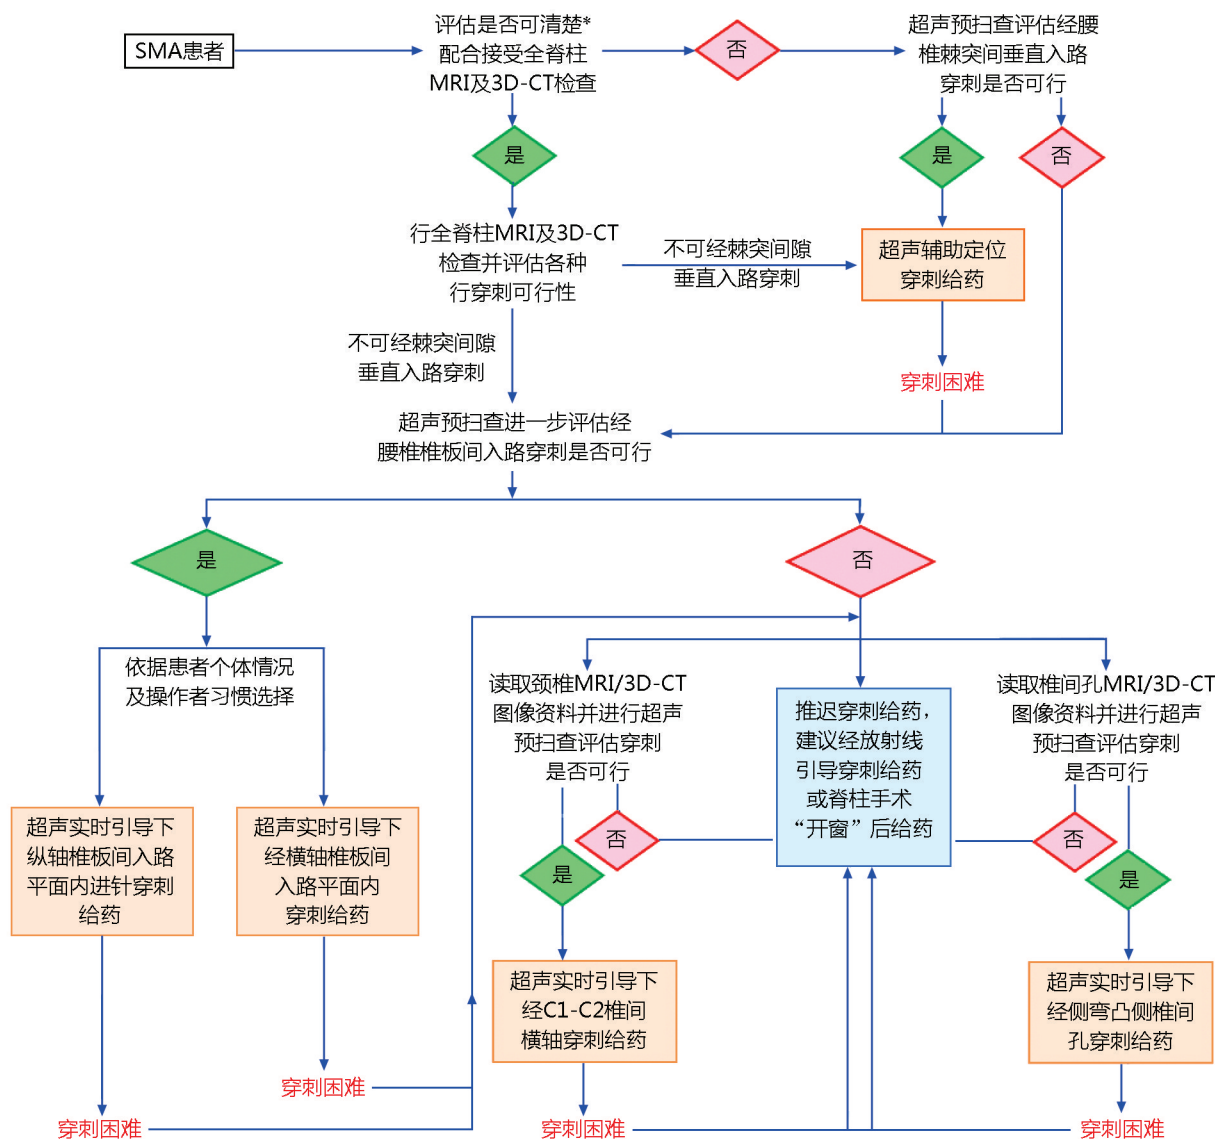 SMA患者
评估是否可清楚*
配合接受全脊柱
MRI及3D-CT检查
否
超声预扫查评估经腰
椎棘突间垂直入路
穿刺是否可行
是
是
否
行全脊柱MRI及3D-CT
检查并评估各种
行穿刺可行性
不可经棘突间隙
垂直入路穿刺
超声辅助定位
穿刺给药
不可经棘突间隙
垂直入路穿刺
穿刺困难
超声预扫查进一步评估经
腰椎椎板间入路穿刺是否可行
是
否
依据患者个体情况
及操作者习惯选择
读取颈椎MRI/3D-CT
图像资料并进行超声
预扫查评估穿刺
是否可行
推迟穿刺给药，
建议经放射线
引导穿刺给药
或脊柱手术
“开窗”后给药
读取椎间孔MRI/3D-CT
图像资料并进行超声
预扫查评估穿刺
是否可行
超声实时引导下
纵轴椎板间入路
平面内进针穿刺
给药
超声实时引导下
经横轴椎板间
入路平面内
穿刺给药
否
是
否
是
超声实时引导下
经C1-C2椎间
横轴穿刺给药
超声实时引导下
经侧弯凸侧椎间
孔穿刺给药
穿刺困难
穿刺困难
穿刺困难
穿刺困难